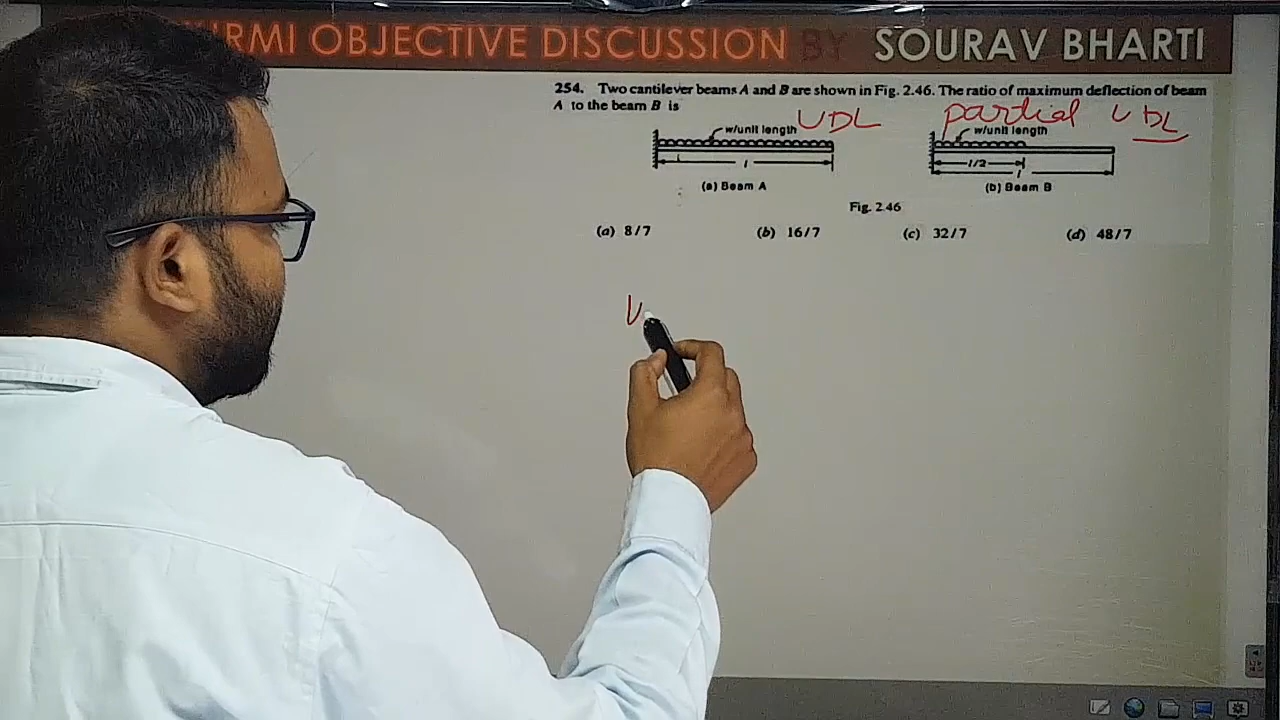 RMI OBJECTIVE DISCUSSION BY SOURAV BHARTI
254. Two cantilever beams A and B are shown in Fig. 2.46. The ratio of maximum deflection of beam
A to the beam B is
UDL partial UDL
w/unit length w/unit length
l l/2 l
(a) Beam A (b) Beam B
Fig. 2.46
(a) 8/7 (b) 16/7 (c) 32/7 (d) 48/7